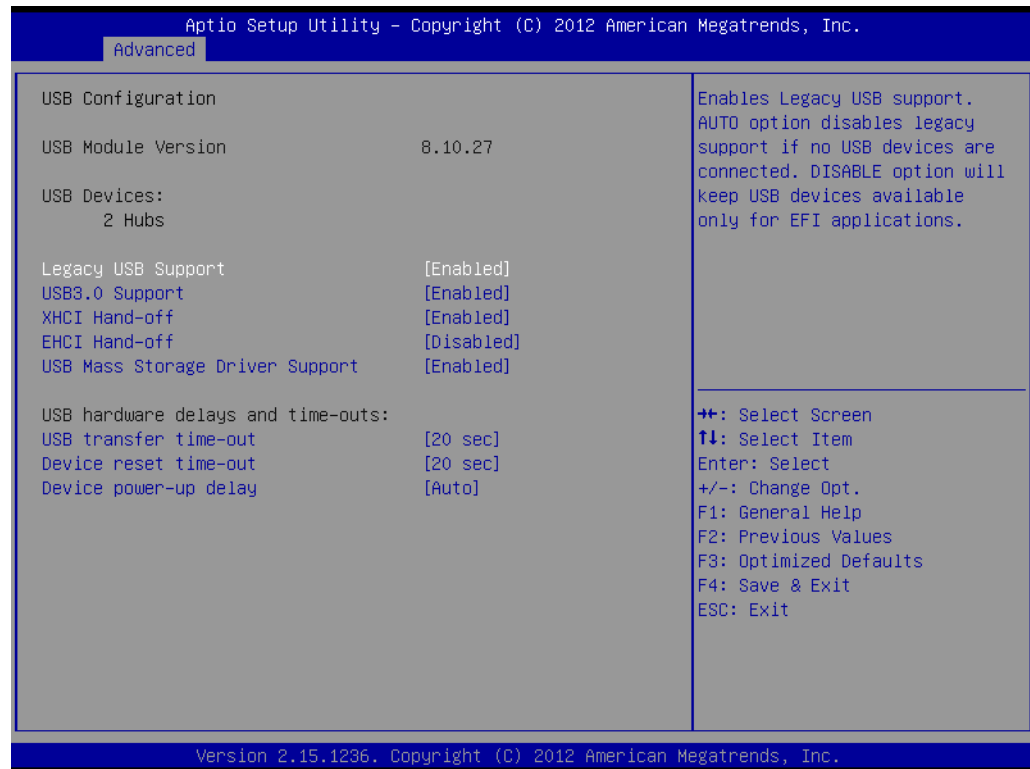 Aptio Setup Utility – Copyright (C) 2012 American Megatrends, Inc.
Advanced
USB Configuration
USB Module Version 8.10.27
USB Devices:
2 Hubs
Legacy USB Support [Enabled]
USB3.0 Support [Enabled]
XHCI Hand-off [Enabled]
EHCI Hand-off [Disabled]
USB Mass Storage Driver Support [Enabled]
USB hardware delays and time-outs:
USB transfer time-out [20 sec]
Device reset time-out [20 sec]
Device power-up delay [Auto]
Enables Legacy USB support.
AUTO option disables legacy
support if no USB devices are
connected. DISABLE option will
keep USB devices available
only for EFI applications.
→←: Select Screen
↑↓: Select Item
Enter: Select
+/-: Change Opt.
F1: General Help
F2: Previous Values
F3: Optimized Defaults
F4: Save & Exit
ESC: Exit
Version 2.15.1236. Copyright (C) 2012 American Megatrends, Inc.